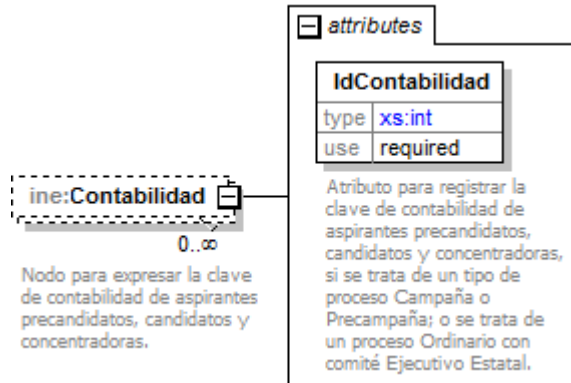 attributes
IdContabilidad
type xs:int
use required
Atributo para registrar la
clave de contabilidad de
aspirantes precandidatos,
candidatos y concentradoras,
si se trata de un tipo de
proceso Campaña o
Precampaña; o se trata de
un proceso Ordinario con
comité Ejecutivo Estatal.
ine:Contabilidad
0..∞
Nodo para expresar la clave
de contabilidad de aspirantes
precandidatos, candidatos y
concentradoras.